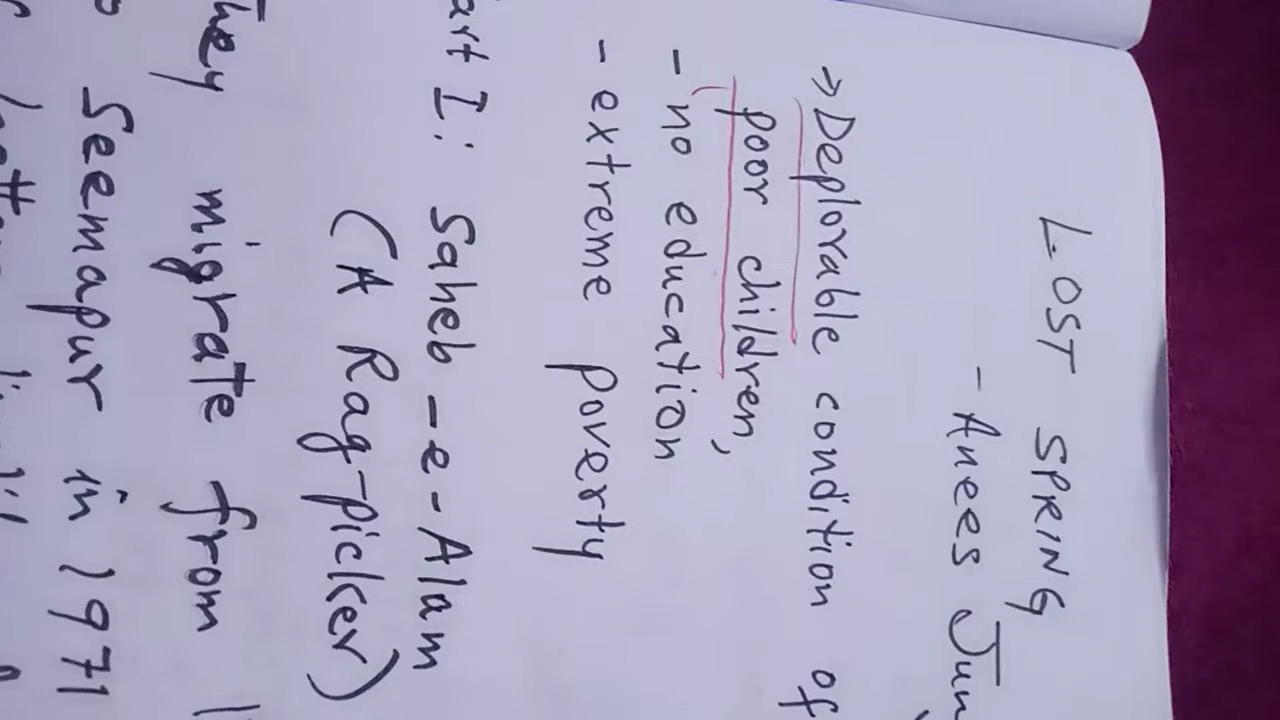 LOST SPRING
- Anees Jun
→ Deplorable condition of
poor children,
- no education
- extreme poverty
art I: Saheb-e-Alam
(A Rag-picker)
They migrate from
Seemapur in 1971